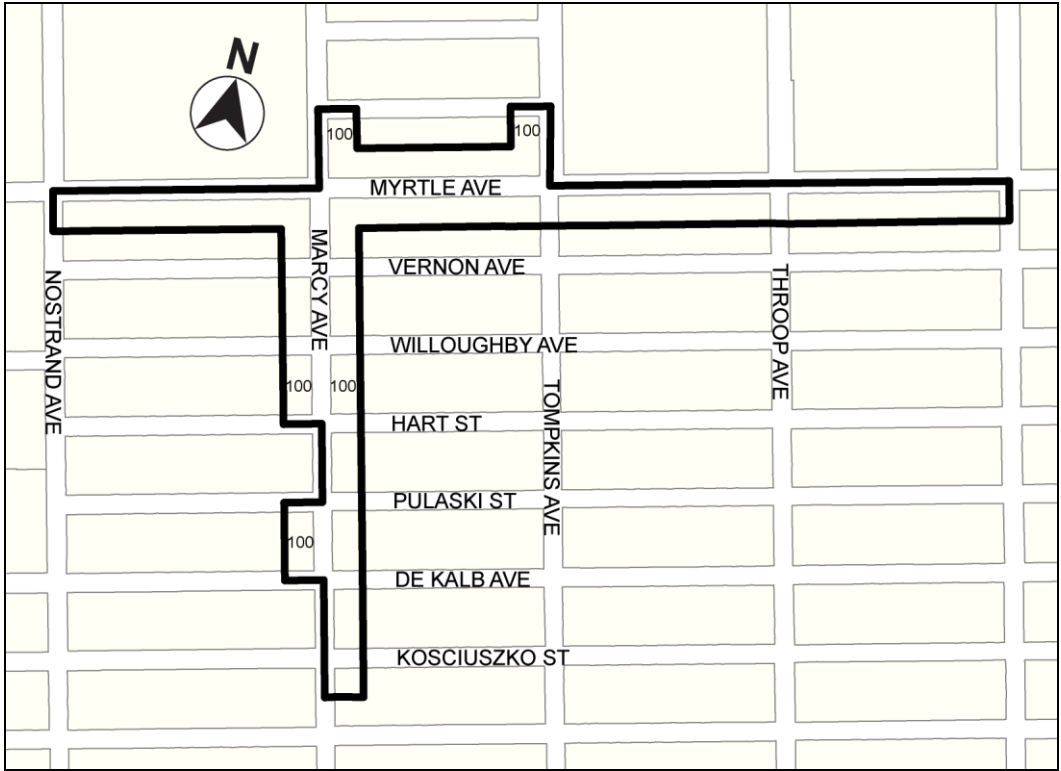 N
100
100
MYRTLE AVE
MARCY AVE
VERNON AVE
NOSTRAND AVE
THROOP AVE
WILLOUGHBY AVE
100
100
TOMPKINS AVE
HART ST
PULASKI ST
100
DE KALB AVE
KOSCIUSZKO ST